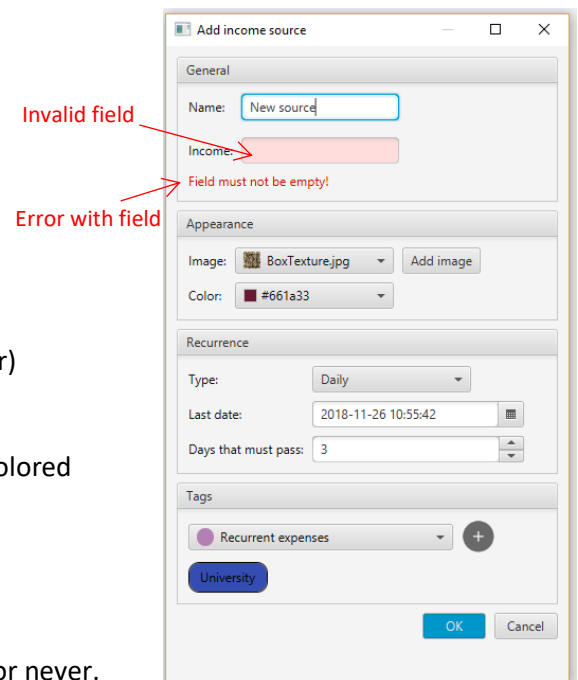 Add income source
General
Name: New source
Invalid field
Income:
Field must not be empty!
Error with field
Appearance
Image: BoxTexture.jpg Add image
Color: #661a33
Recurrence
r)
Type: Daily
Last date: 2018-11-26 10:55:42
Days that must pass: 3
olored
Tags
Recurrent expenses +
University
OK Cancel
or never.